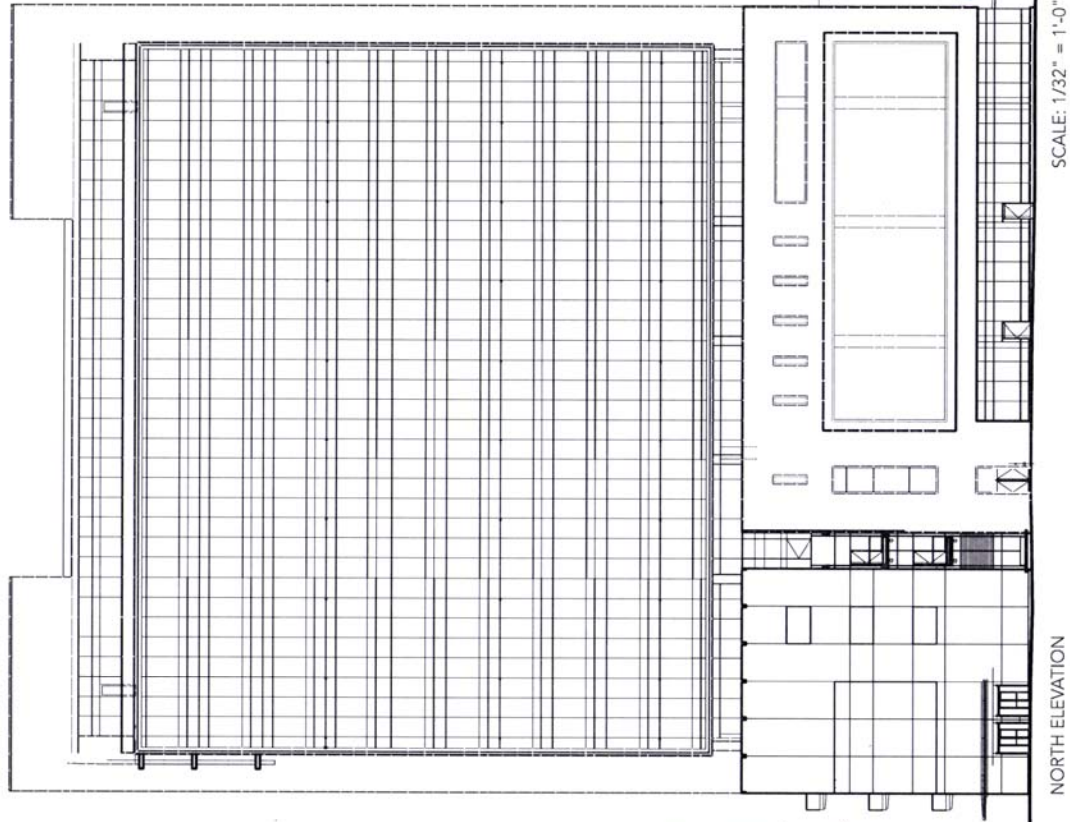 NORTH ELEVATION
SCALE: 1/32" = 1'-0"